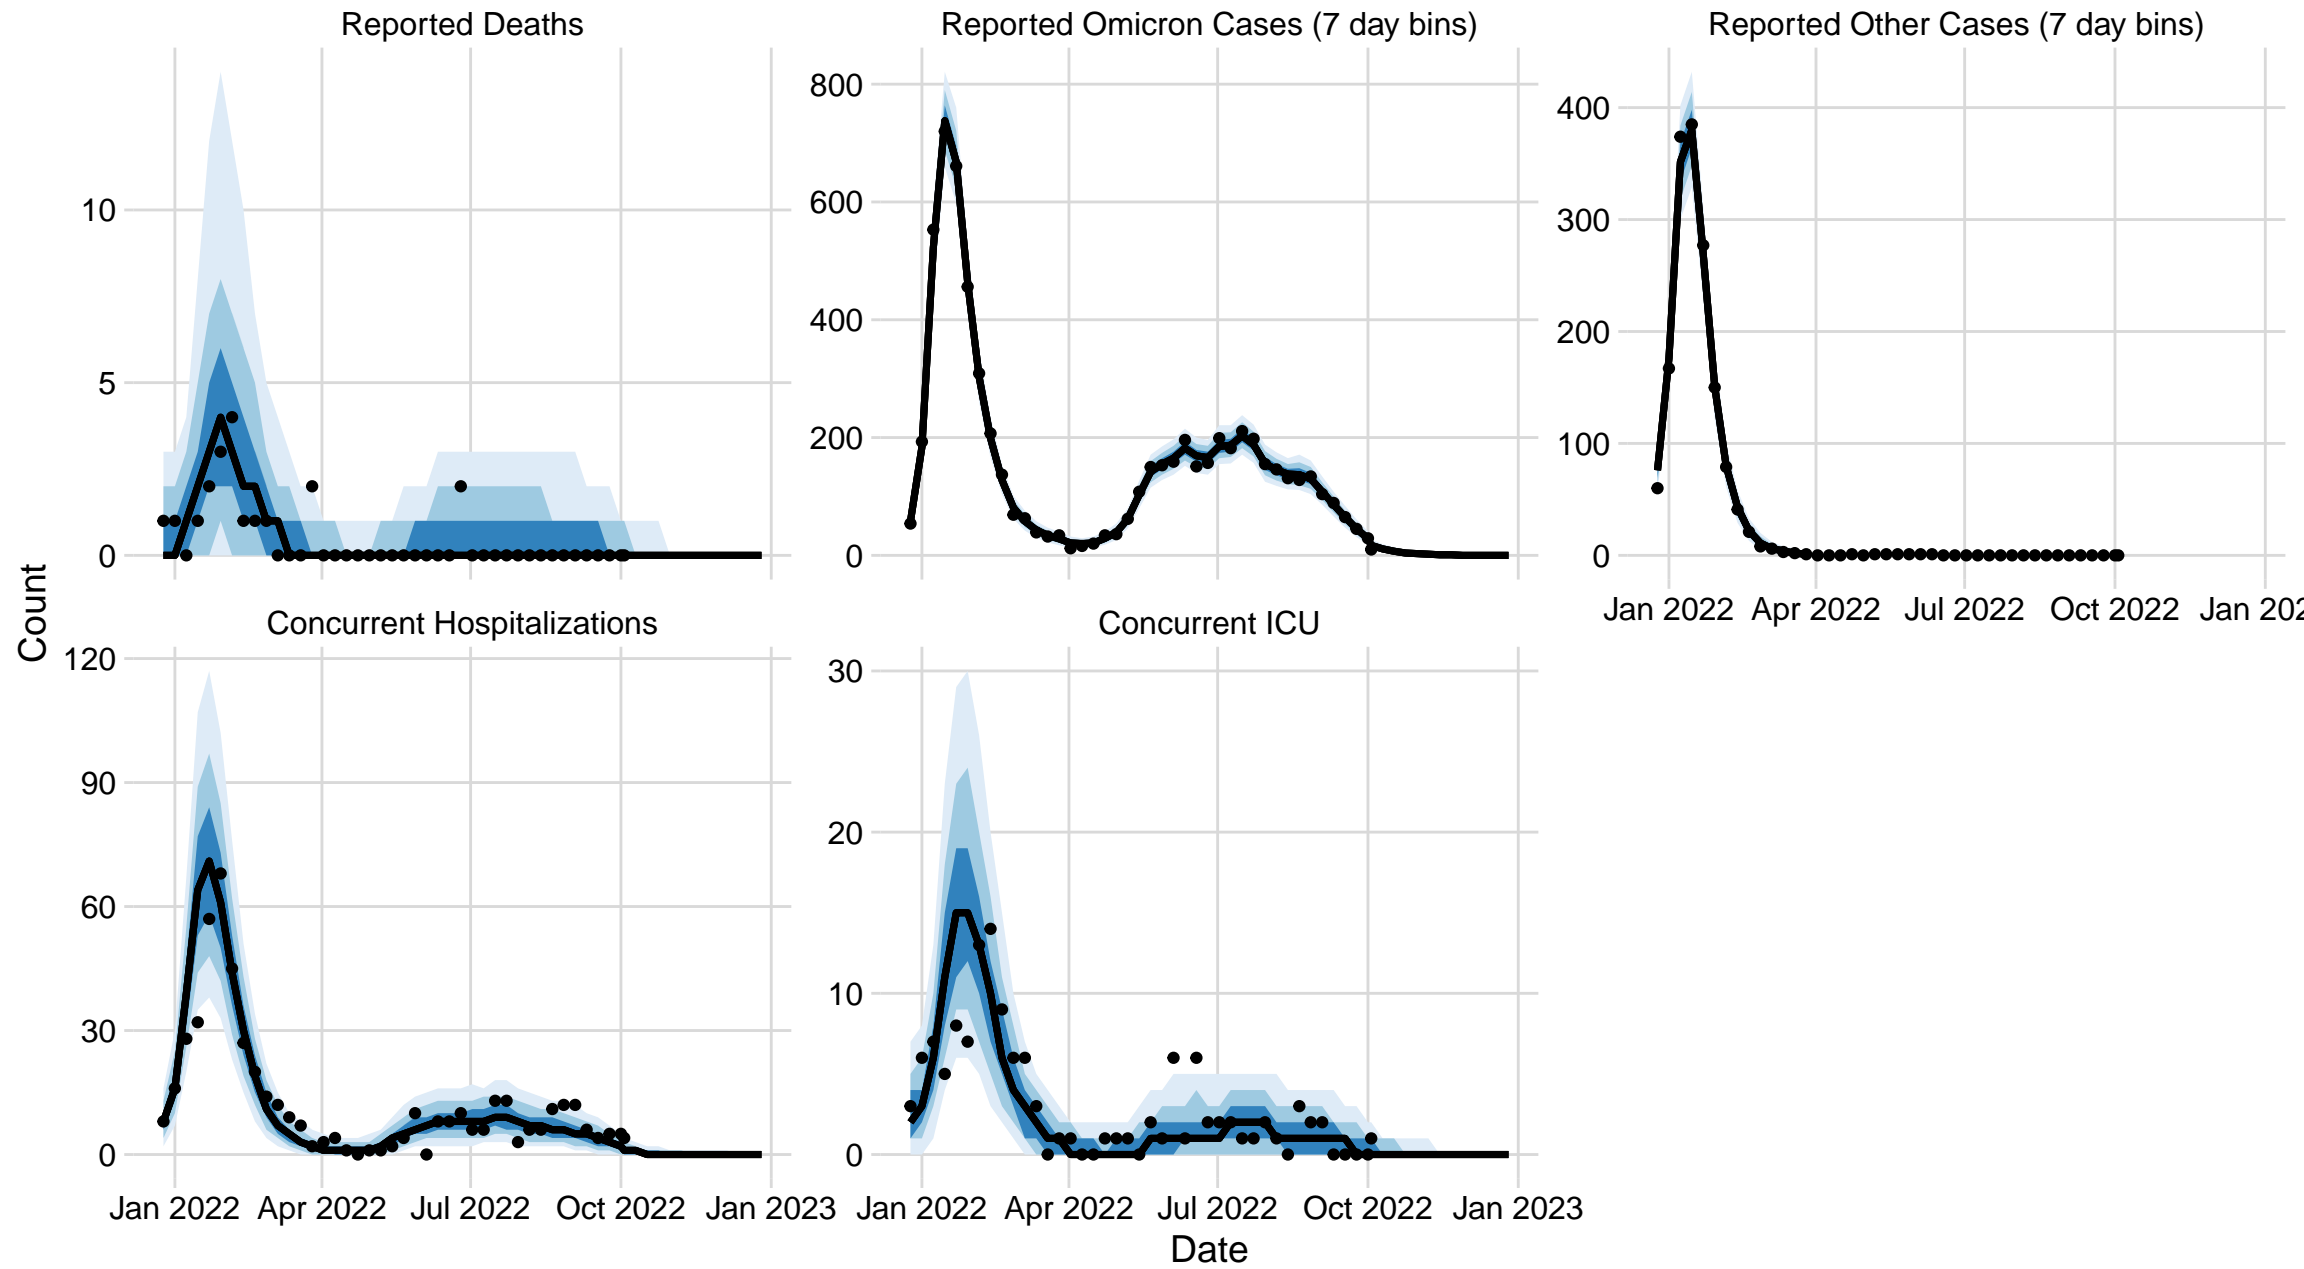 Reported Deaths
Reported Omicron Cases (7 day bins)
Reported Other Cases (7 day bins)
10
5
0
800
600
400
200
0
400
300
200
100
0
Jan 2022 Apr 2022 Jul 2022 Oct 2022 Jan 202
Count
Concurrent Hospitalizations
Concurrent ICU
120
90
60
30
0
30
20
10
0
Jan 2022 Apr 2022 Jul 2022 Oct 2022 Jan 2023
Jan 2022 Apr 2022 Jul 2022 Oct 2022 Jan 2023
Date